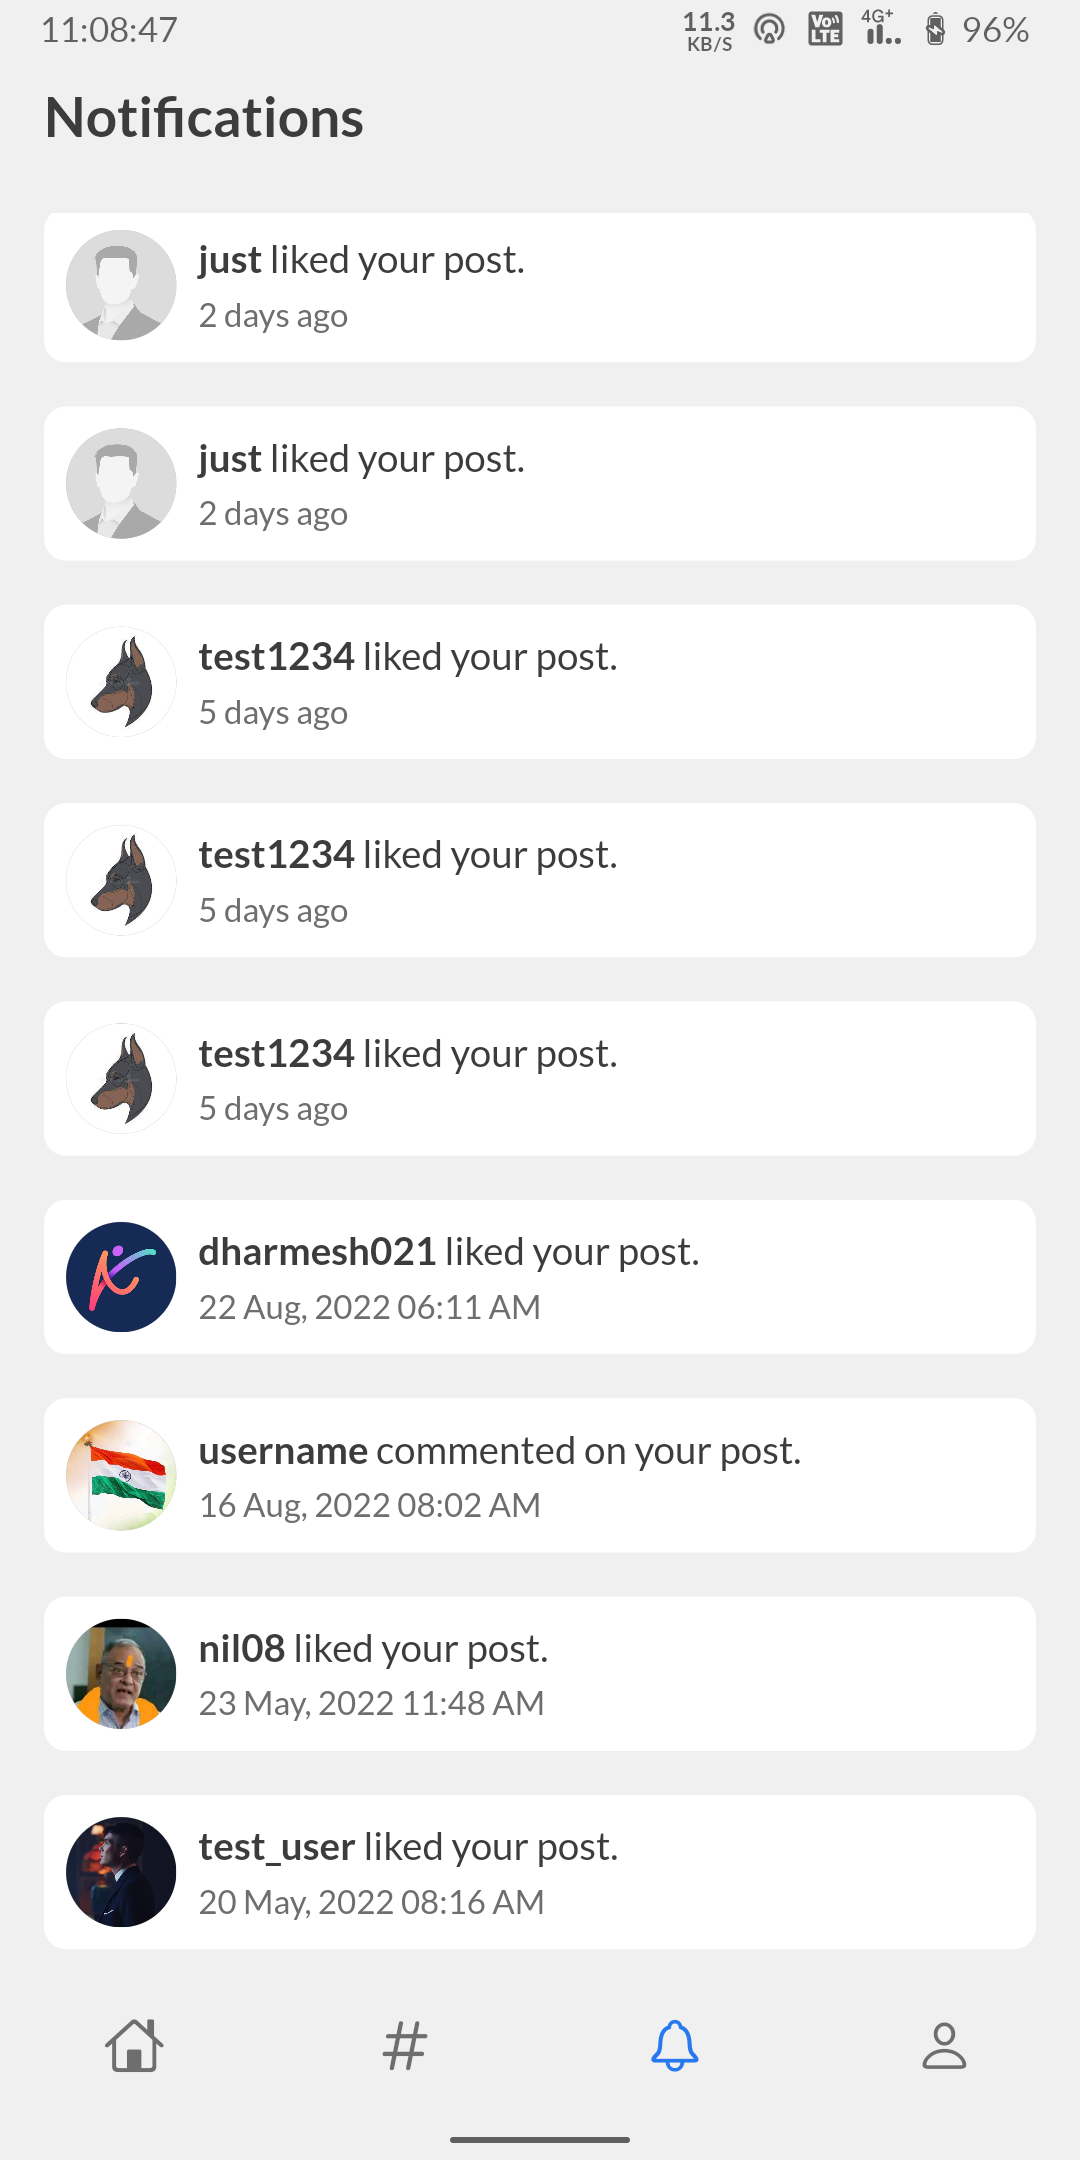 11:08:47 11.3 KB/S Vo LTE 4G+ 96%
Notifications
just liked your post.
2 days ago
just liked your post.
2 days ago
test1234 liked your post.
5 days ago
test1234 liked your post.
5 days ago
test1234 liked your post.
5 days ago
dharmesh021 liked your post.
22 Aug, 2022 06:11 AM
username commented on your post.
16 Aug, 2022 08:02 AM
nil08 liked your post.
23 May, 2022 11:48 AM
test_user liked your post.
20 May, 2022 08:16 AM
#